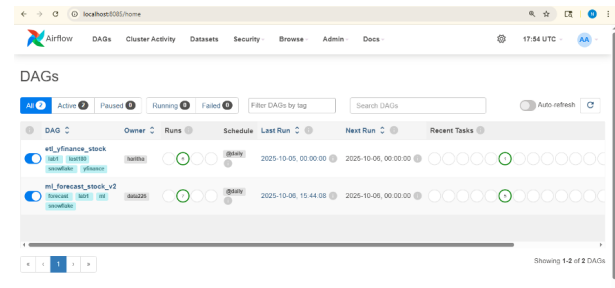 localhost:8085/home
Airflow DAGs Cluster Activity Datasets Security Browse Admin Docs 17:54 UTC AA
DAGs
All 2 Active 2 Paused 0 Running 0 Failed 0 Filter DAGs by tag Search DAGs Auto-refresh
DAG Owner Runs Schedule Last Run Next Run Recent Tasks
etl_yfinance_stock
lab1 last180 haritha @daily 2025-10-05, 00:00:00 2025-10-06, 00:00:00
snowflake yfinance
ml_forecast_stock_v2
forecast lab1 ml data226 @daily 2025-10-06, 15:44:08 2025-10-06, 00:00:00
snowflake
« ‹ 1 › » Showing 1-2 of 2 DAGs